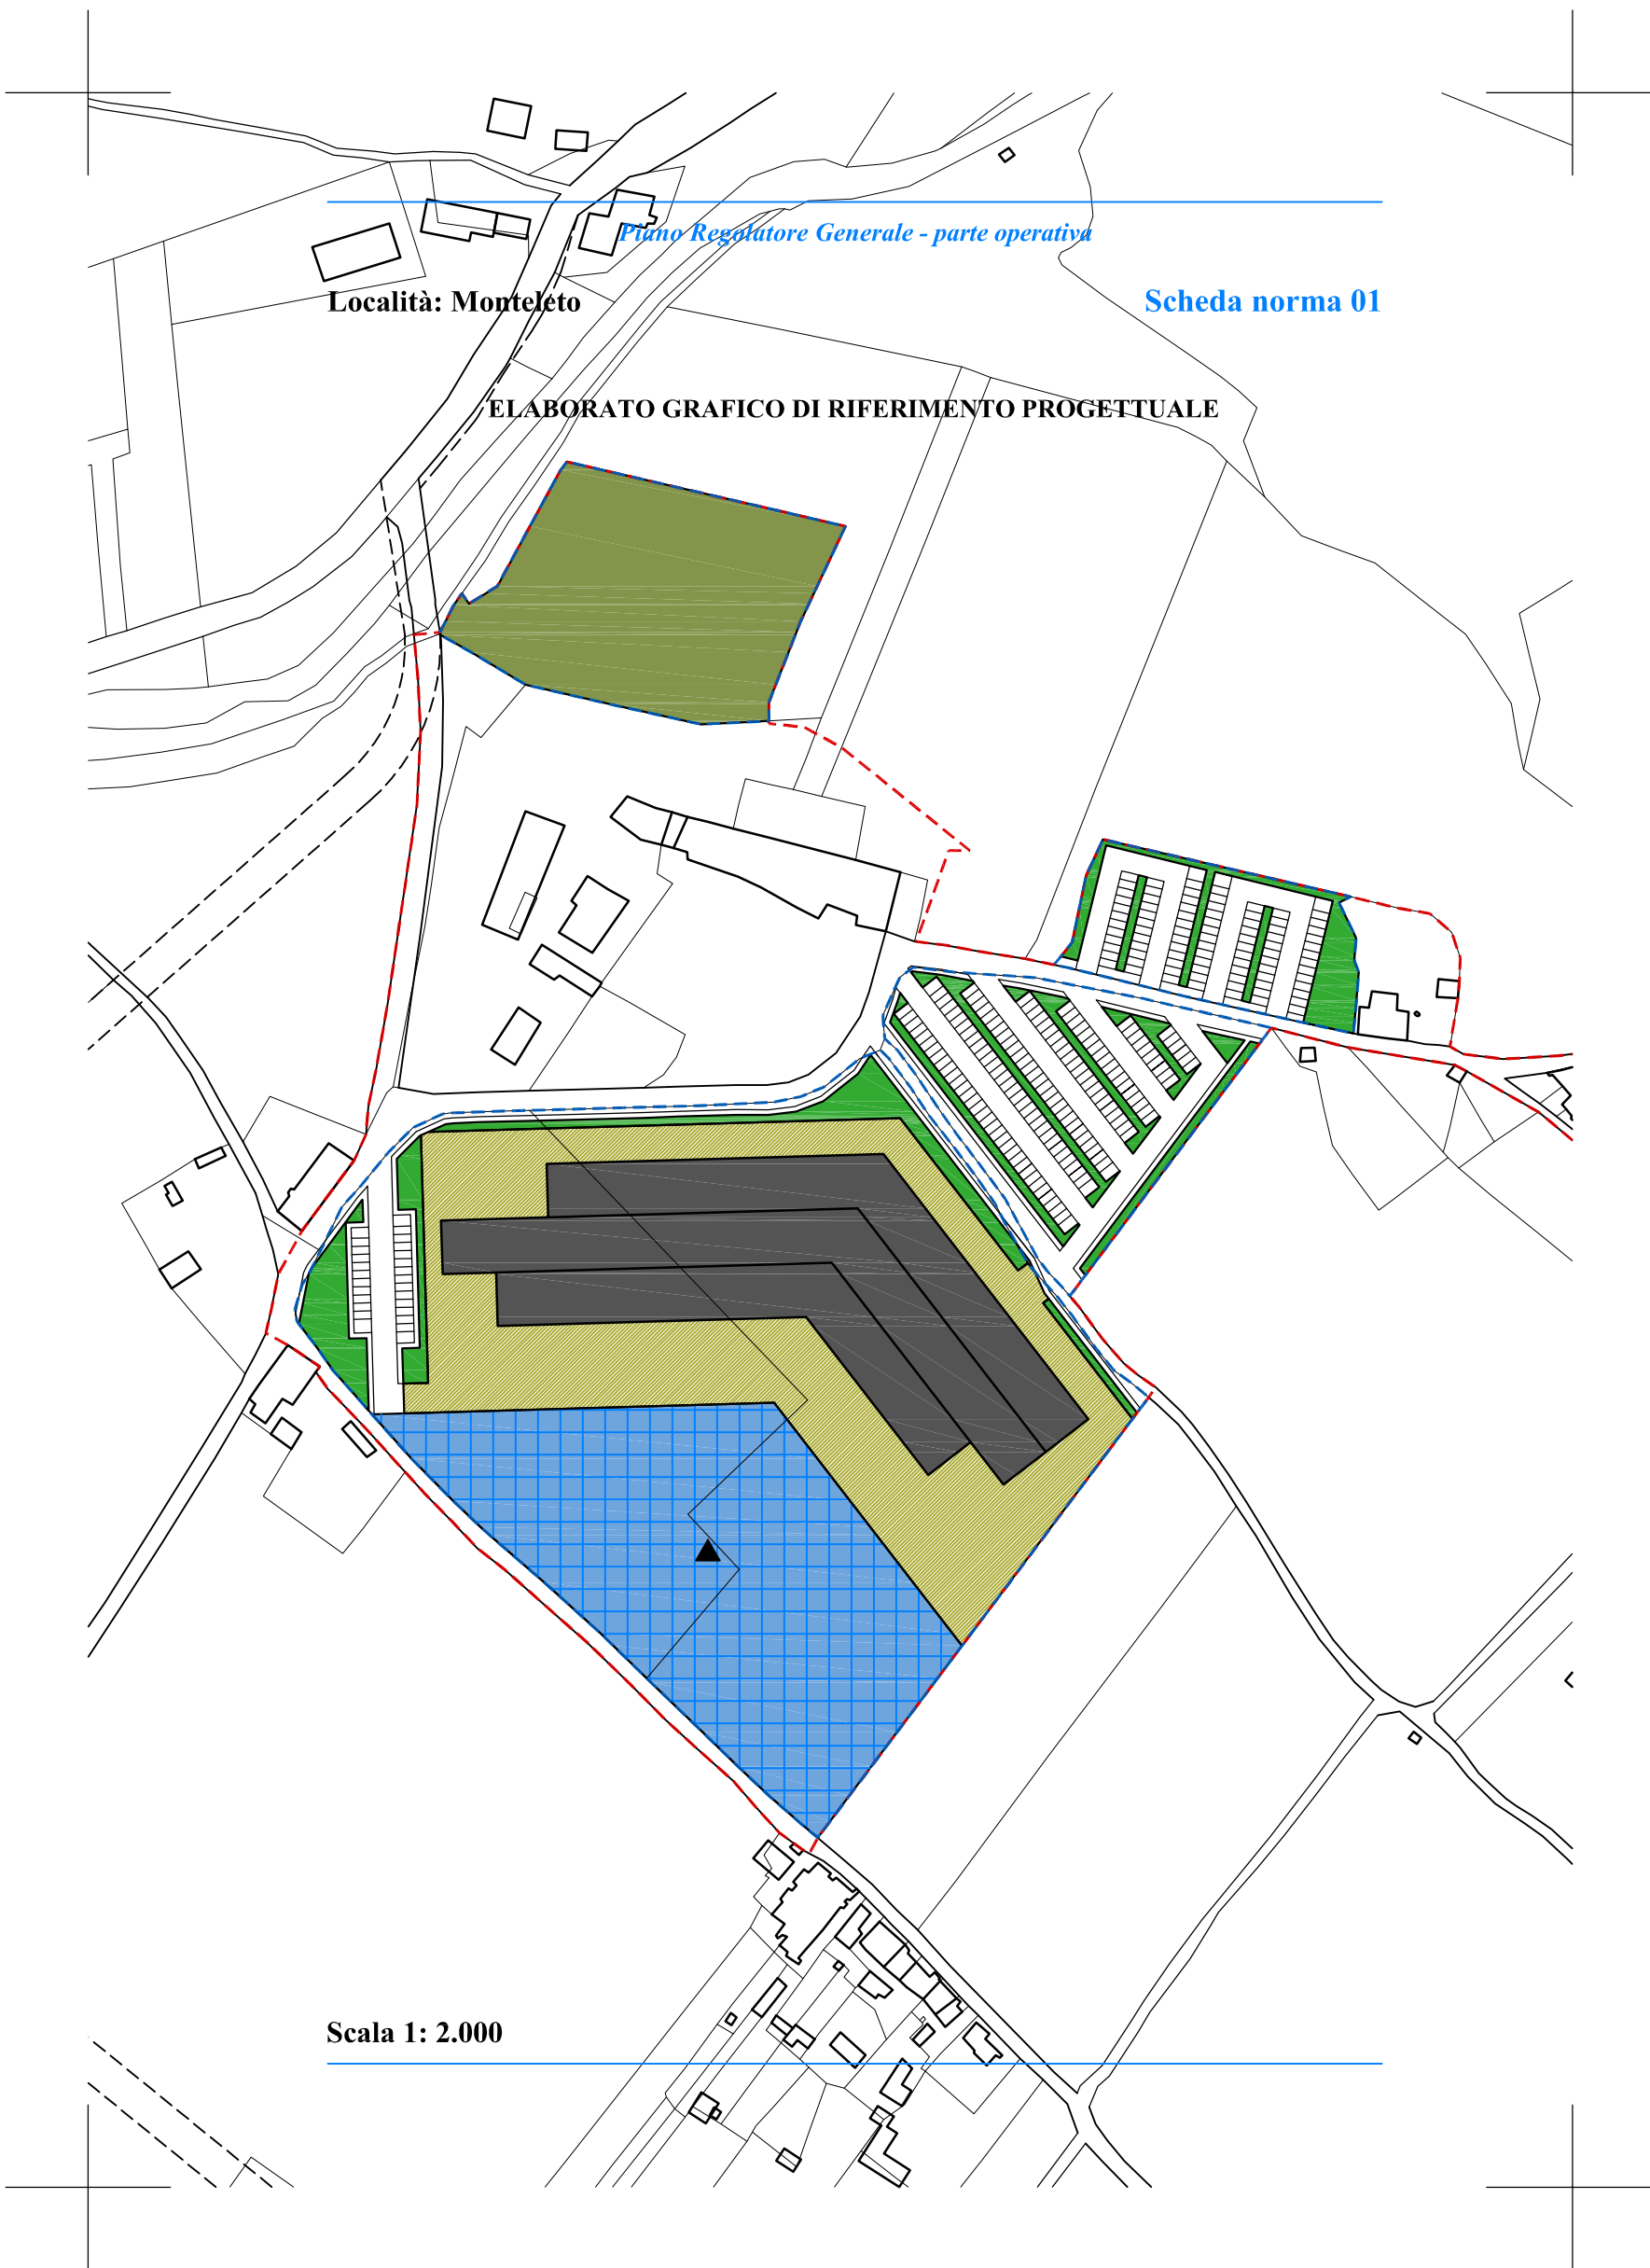 Piano Regolatore Generale - parte operativa
Località: Monteleto
Scheda norma 01
ELABORATO GRAFICO DI RIFERIMENTO PROGETTUALE
Scala 1: 2.000